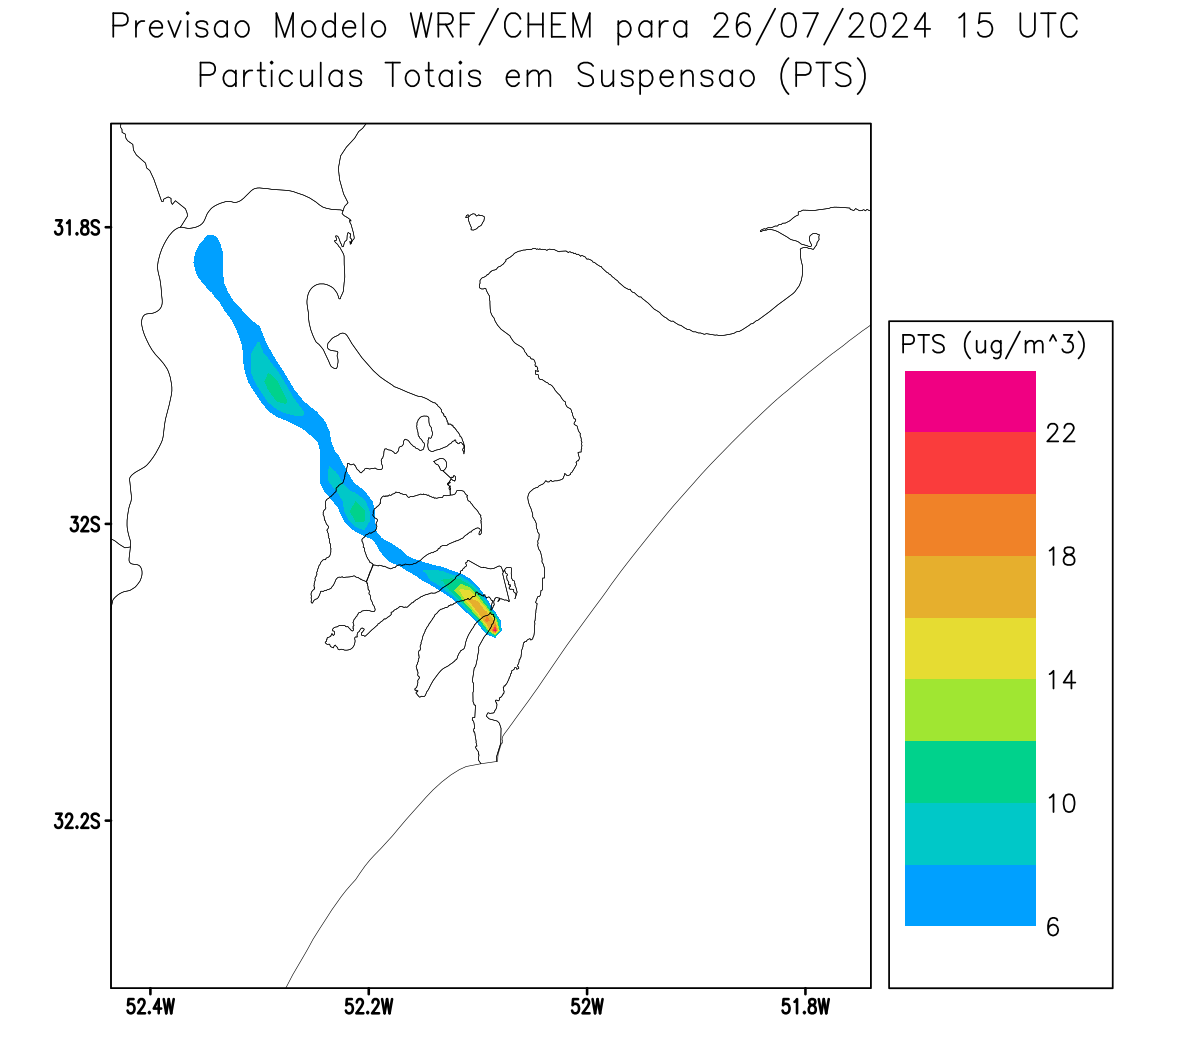 Previsao Modelo WRF/CHEM para 26/07/2024 15 UTC
Particulas Totais em Suspensao (PTS)
31.8S
32S
32.2S
52.4W 52.2W 52W 51.8W
PTS (ug/m^3)
22
18
14
10
6